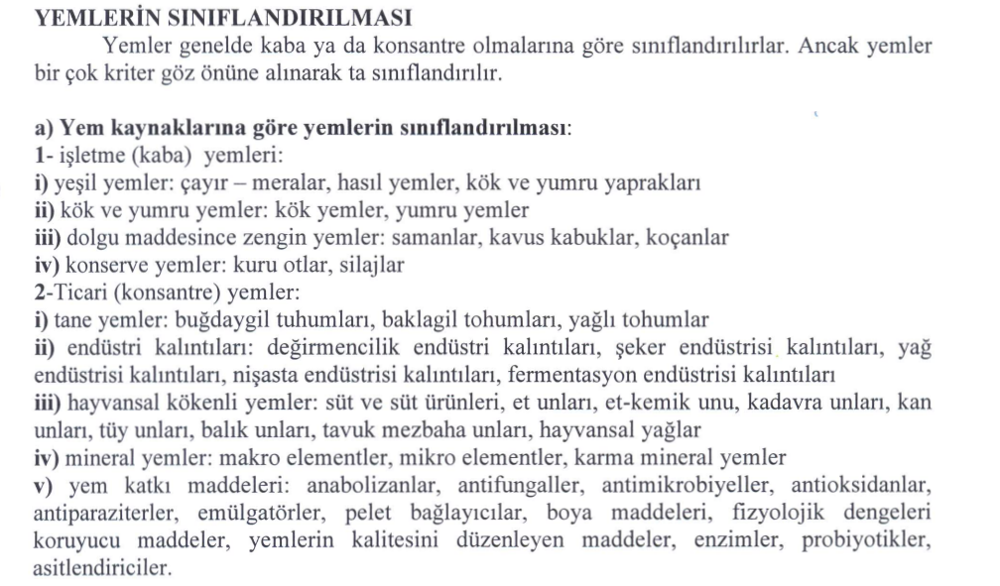 YEMLERİN SINIFLANDIRILMASI
Yemler genelde kaba ya da konsantre olmalarına göre sınıflandırılırlar. Ancak yemler
bir çok kriter göz önüne alınarak ta sınıflandırılır.
a) Yem kaynaklarına göre yemlerin sınıflandırılması:
1- işletme (kaba) yemleri:
i) yeşil yemler: çayır – meralar, hasıl yemler, kök ve yumru yaprakları
ii) kök ve yumru yemler: kök yemler, yumru yemler
iii) dolgu maddesince zengin yemler: samanlar, kavus kabuklar, koçanlar
iv) konserve yemler: kuru otlar, silajlar
2-Ticari (konsantre) yemler:
i) tane yemler: buğdaygil tuhumları, baklagil tohumları, yağlı tohumlar
ii) endüstri kalıntıları: değirmencilik endüstri kalıntıları, şeker endüstrisi kalıntıları, yağ
endüstrisi kalıntıları, nişasta endüstrisi kalıntıları, fermentasyon endüstrisi kalıntıları
iii) hayvansal kökenli yemler: süt ve süt ürünleri, et unları, et-kemik unu, kadavra unları, kan
unları, tüy unları, balık unları, tavuk mezbaha unları, hayvansal yağlar
iv) mineral yemler: makro elementler, mikro elementler, karma mineral yemler
v) yem katkı maddeleri: anabolizanlar, antifungaller, antimikrobiyeller, antioksidanlar,
antiparaziterler, emülgatörler, pelet bağlayıcılar, boya maddeleri, fizyolojik dengeleri
koruyucu maddeler, yemlerin kalitesini düzenleyen maddeler, enzimler, probiyotikler,
asitlendiriciler.